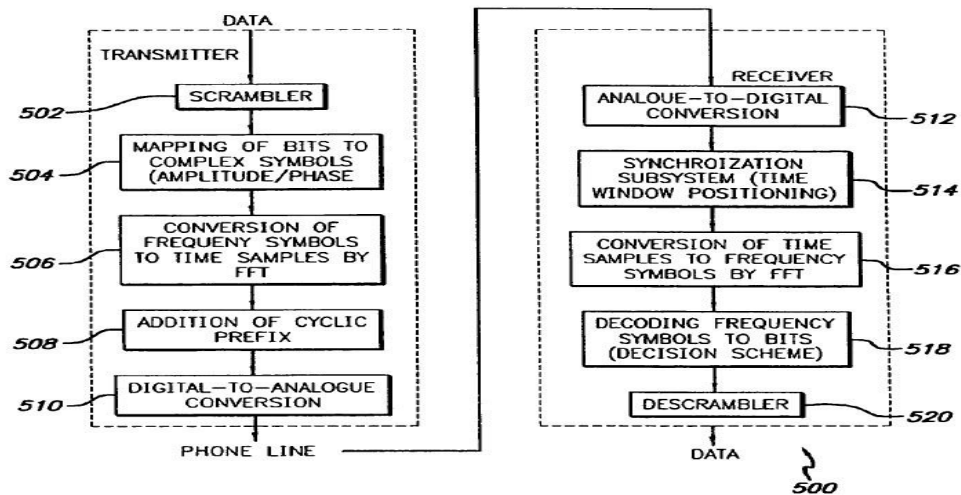 DATA
TRANSMITTER
SCRAMBLER
502
MAPPING OF BITS TO
COMPLEX SYMBOLS
(AMPLITUDE/PHASE
504
CONVERSION OF
FREQUENY SYMBOLS
TO TIME SAMPLES BY
FFT
506
ADDITION OF CYCLIC
PREFIX
508
DIGITAL-TO-ANALOGUE
CONVERSION
510
PHONE LINE
RECEIVER
ANALOUE-TO-DIGITAL
CONVERSION
512
SYNCHROIZATION
SUBSYSTEM (TIME
WINDOW POSITIONING)
514
CONVERSION OF TIME
SAMPLES TO FREQUENCY
SYMBOLS BY FFT
516
DECODING FREQUENCY
SYMBOLS TO BITS
(DECISION SCHEME)
518
DESCRAMBLER
520
DATA
500